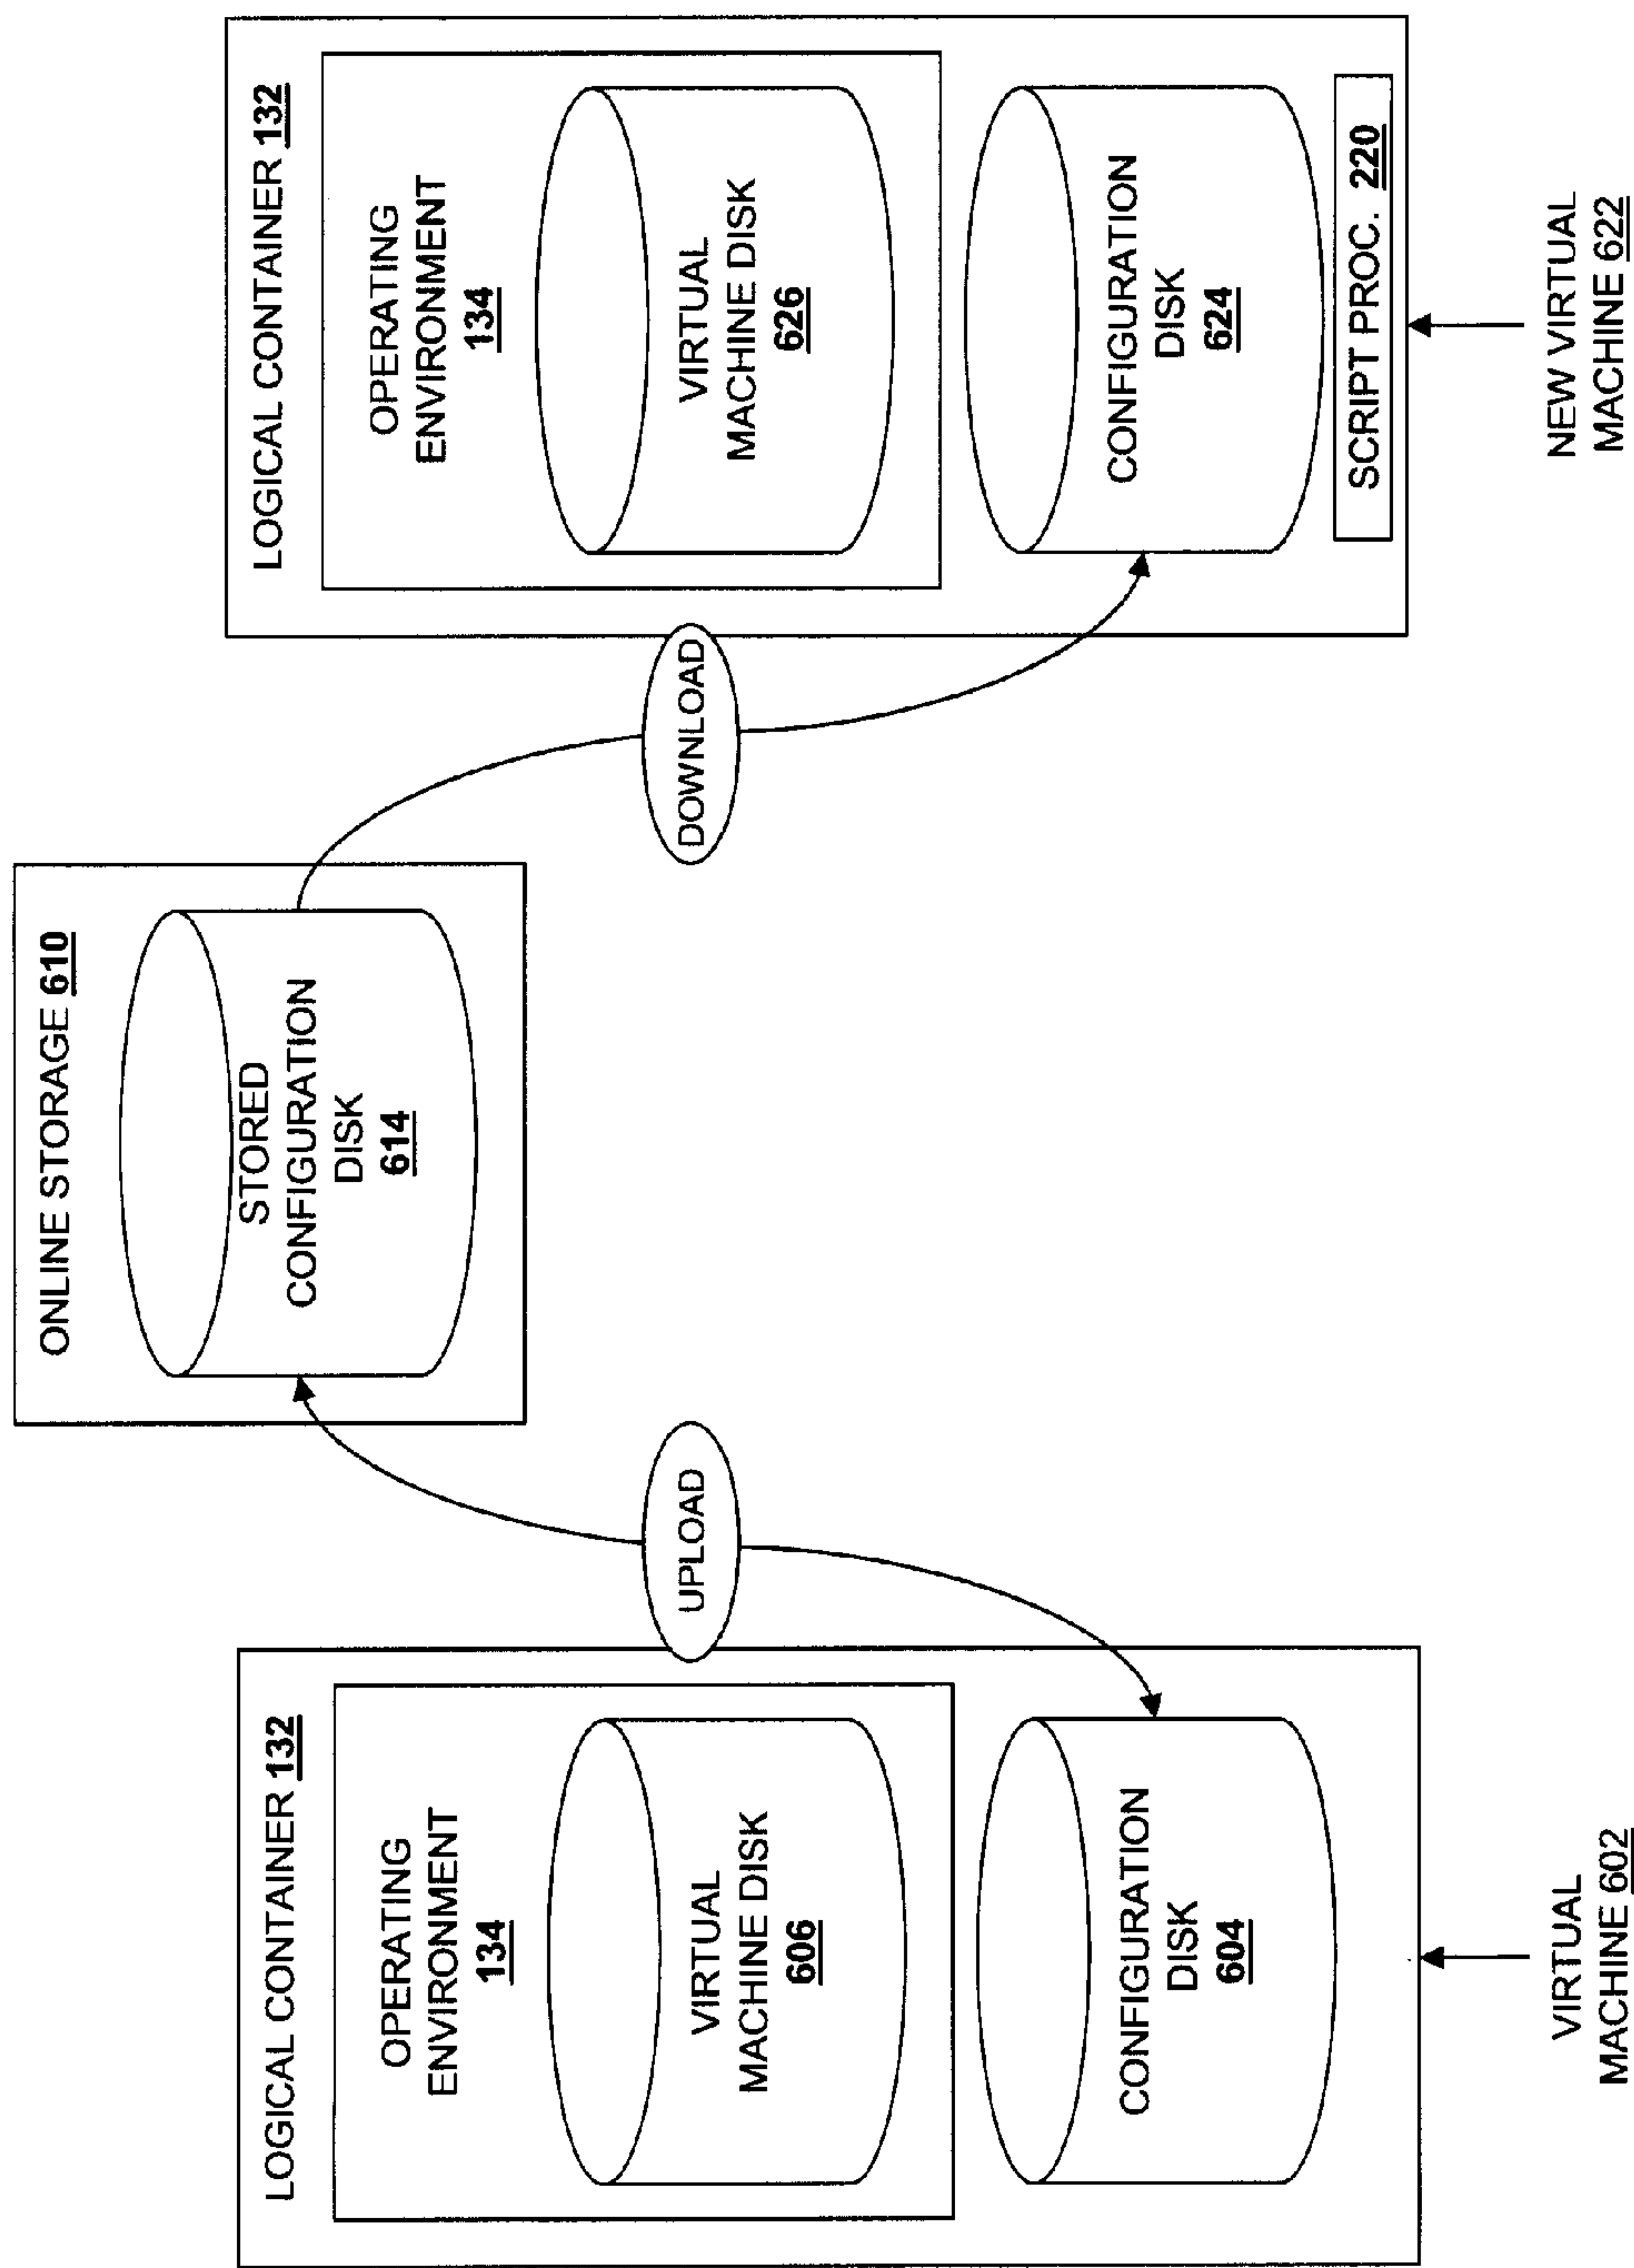 LOGICAL CONTAINER 132
OPERATING
ENVIRONMENT
134
VIRTUAL
MACHINE DISK
606
CONFIGURATION
DISK
604
VIRTUAL
MACHINE 602
UPLOAD
ONLINE STORAGE 610
STORED
CONFIGURATION
DISK
614
DOWNLOAD
LOGICAL CONTAINER 132
OPERATING
ENVIRONMENT
134
VIRTUAL
MACHINE DISK
626
CONFIGURATION
DISK
624
SCRIPT PROC. 220
NEW VIRTUAL
MACHINE 622